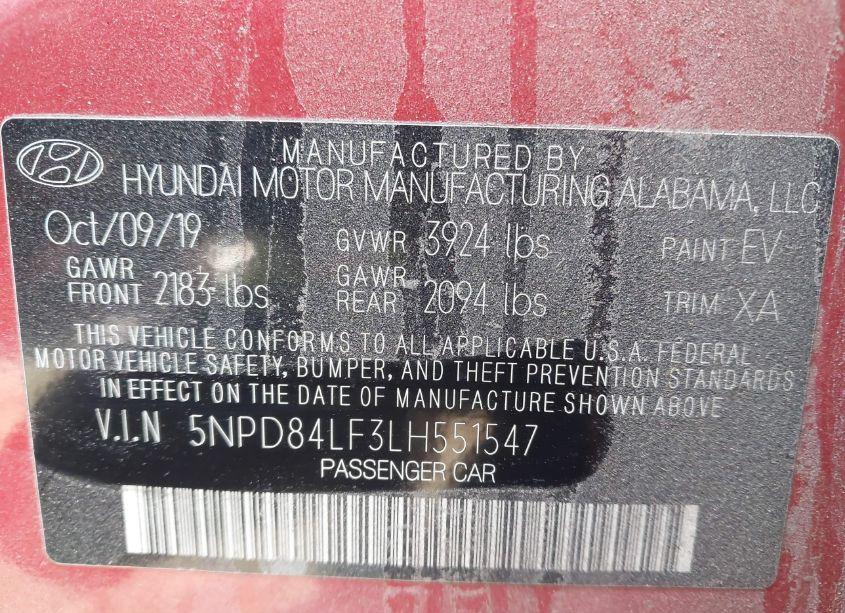 MANUFACTURED BY
HYUNDAI MOTOR MANUFACTURING ALABAMA, LLC
Oct/09/19 GVWR 3924 lbs PAINT EV
GAWR FRONT 2183 lbs GAWR REAR 2094 lbs TRIM XA
THIS VEHICLE CONFORMS TO ALL APPLICABLE U.S.A. FEDERAL
MOTOR VEHICLE SAFETY, BUMPER, AND THEFT PREVENTION STANDARDS
IN EFFECT ON THE DATE OF MANUFACTURE SHOWN ABOVE
V.I.N 5NPD84LF3LH551547
PASSENGER CAR